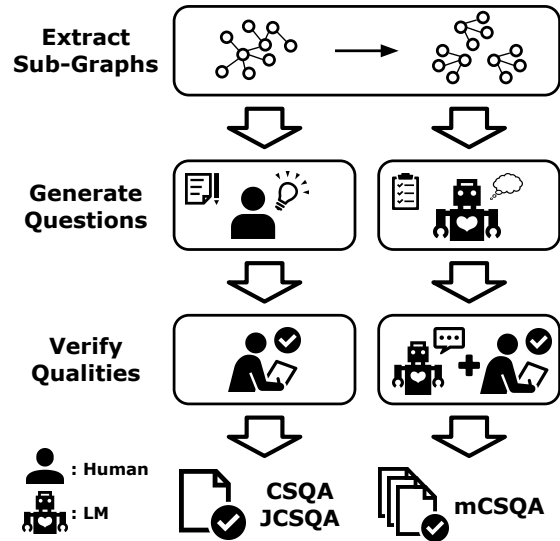 Extract
Sub-Graphs
Generate
Questions
Verify
Qualities
: Human
: LM
CSQA
JCSQA
mCSQA